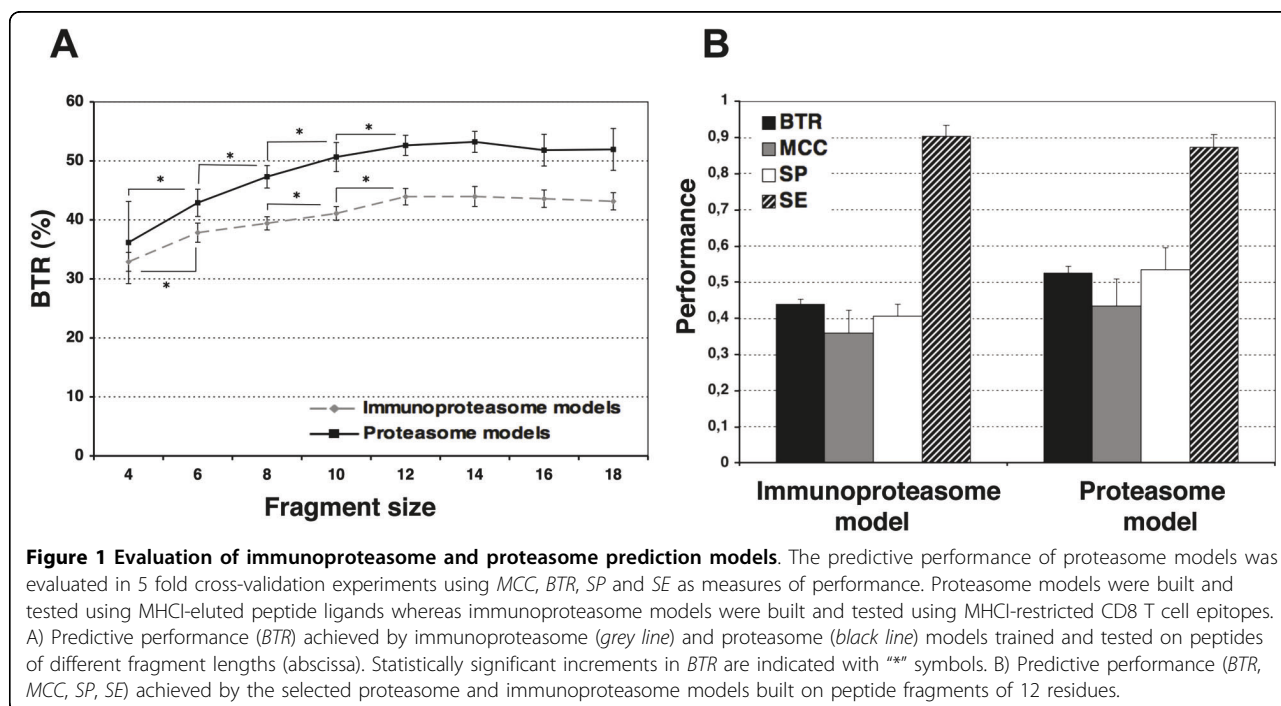 A
B
60
50
40
30
20
10
0
BTR (%)
*
*
*
*
*
*
*
Immunoproteasome models
Proteasome models
4 6 8 10 12 14 16 18
Fragment size
1
0,9
0,8
0,7
0,6
0,5
0,4
0,3
0,2
0,1
0
Performance
BTR
MCC
SP
SE
Immunoproteasome
model
Proteasome
model
Figure 1 Evaluation of immunoproteasome and proteasome prediction models. The predictive performance of proteasome models was
evaluated in 5 fold cross-validation experiments using MCC, BTR, SP and SE as measures of performance. Proteasome models were built and
tested using MHCI-eluted peptide ligands whereas immunoproteasome models were built and tested using MHCI-restricted CD8 T cell epitopes.
A) Predictive performance (BTR) achieved by immunoproteasome (grey line) and proteasome (black line) models trained and tested on peptides
of different fragment lengths (abscissa). Statistically significant increments in BTR are indicated with “*” symbols. B) Predictive performance (BTR,
MCC, SP, SE) achieved by the selected proteasome and immunoproteasome models built on peptide fragments of 12 residues.